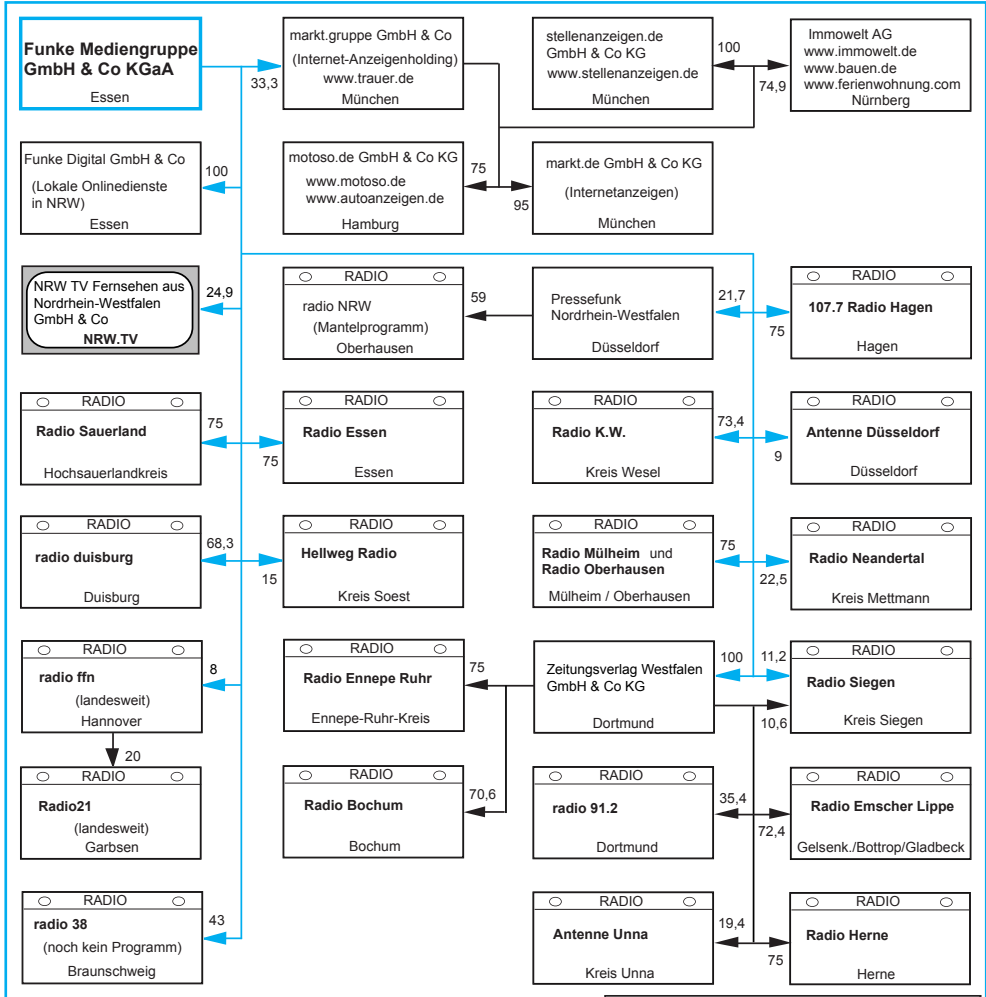 Funke Mediengruppe
GmbH & Co KGaA
Essen
33,3
markt.gruppe GmbH & Co
(Internet-Anzeigenholding)
www.trauer.de
München
stellenanzeigen.de
GmbH & Co KG
www.stellenanzeigen.de
München
100
74,9
Immowelt AG
www.immowelt.de
www.bauen.de
www.ferienwohnung.com
Nürnberg
Funke Digital GmbH & Co
(Lokale Onlinedienste
in NRW)
Essen
100
motoso.de GmbH & Co KG
www.motoso.de
www.autoanzeigen.de
Hamburg
75
95
markt.de GmbH & Co KG
(Internetanzeigen)
München
NRW TV Fernsehen aus
Nordrhein-Westfalen
GmbH & Co
NRW.TV
24,9
RADIO
radio NRW
(Mantelprogramm)
Oberhausen
59
Pressefunk
Nordrhein-Westfalen
Düsseldorf
21,7
75
RADIO
107.7 Radio Hagen
Hagen
RADIO
Radio Sauerland
Hochsauerlandkreis
75
75
RADIO
Radio Essen
Essen
RADIO
Radio K.W.
Kreis Wesel
73,4
9
RADIO
Antenne Düsseldorf
Düsseldorf
RADIO
radio duisburg
Duisburg
68,3
15
RADIO
Hellweg Radio
Kreis Soest
RADIO
Radio Mülheim und
Radio Oberhausen
Mülheim / Oberhausen
75
22,5
RADIO
Radio Neandertal
Kreis Mettmann
RADIO
radio ffn
(landesweit)
Hannover
8
20
RADIO
Radio Ennepe Ruhr
Ennepe-Ruhr-Kreis
75
Zeitungsverlag Westfalen
GmbH & Co KG
Dortmund
100
11,2
10,6
RADIO
Radio Siegen
Kreis Siegen
RADIO
Radio21
(landesweit)
Garbsen
RADIO
Radio Bochum
Bochum
70,6
RADIO
radio 91.2
Dortmund
35,4
72,4
RADIO
Radio Emscher Lippe
Gelsenk./Bottrop/Gladbeck
RADIO
radio 38
(noch kein Programm)
Braunschweig
43
RADIO
Antenne Unna
Kreis Unna
19,4
75
RADIO
Radio Herne
Herne